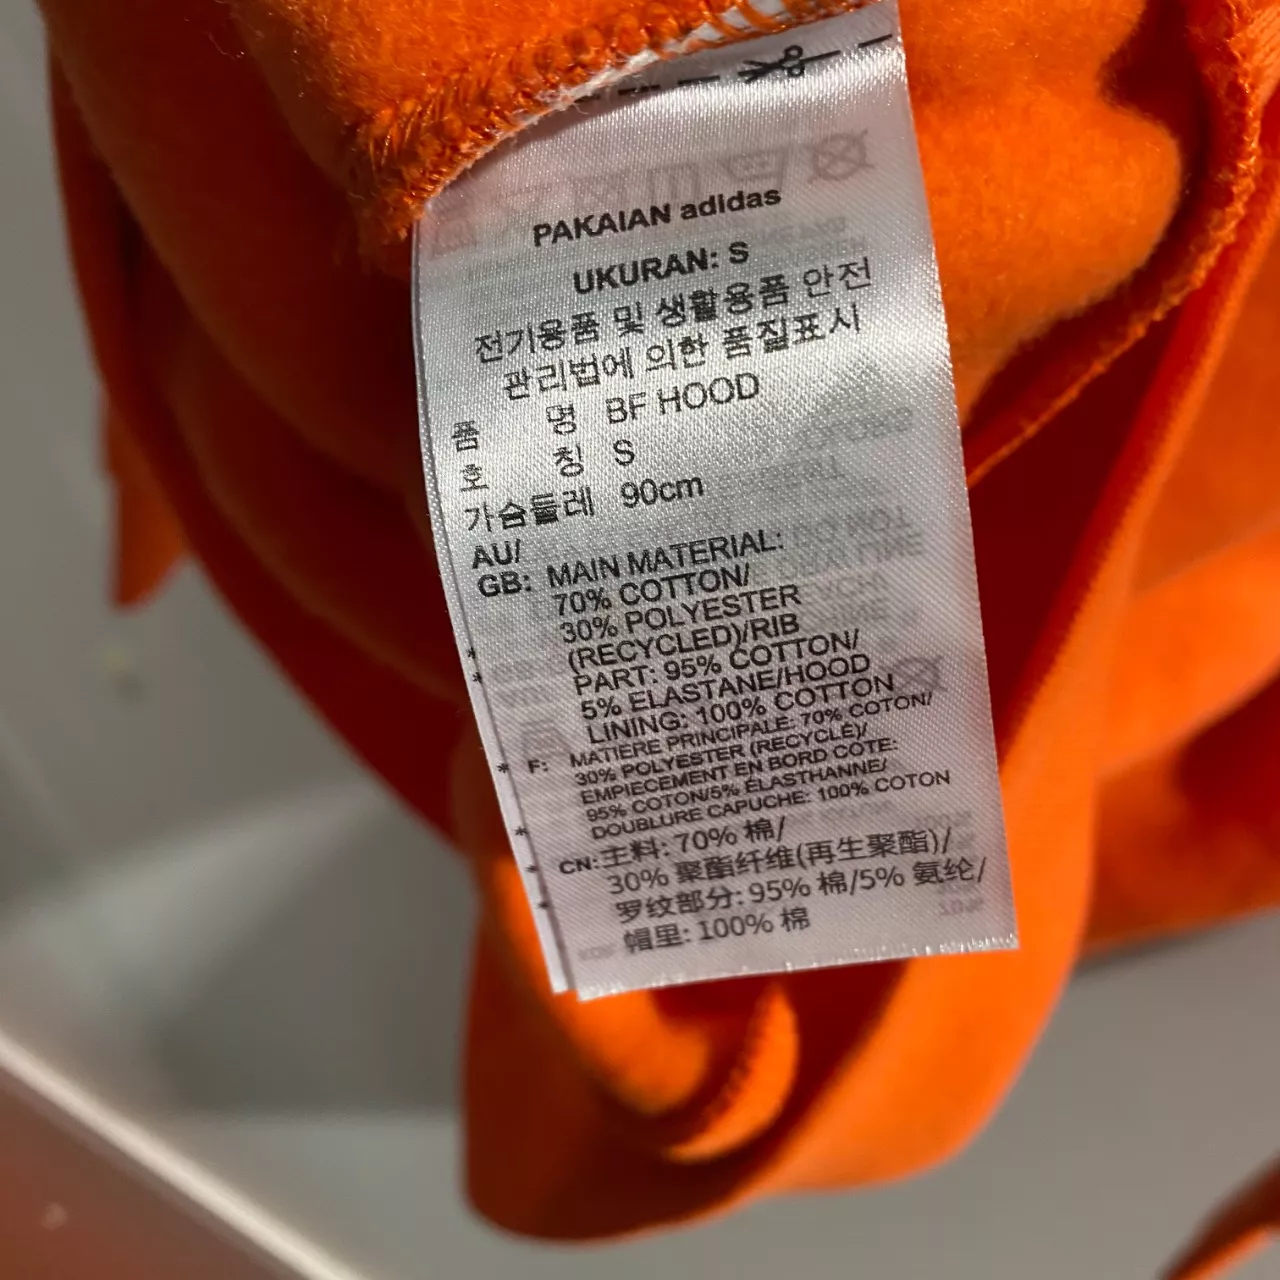 PAKAIAN adidas
UKURAN: S
전기용품 및 생활용품 안전
관리법에 의한 품질표시
품 명 BF HOOD
호 칭 S
가슴둘레 90cm
AU/
GB: MAIN MATERIAL:
70% COTTON/
30% POLYESTER
(RECYCLED)/RIB
PART: 95% COTTON/
5% ELASTANE/HOOD
LINING: 100% COTTON
* F: MATIERE PRINCIPALE: 70% COTON/
30% POLYESTER (RECYCLÉ)/
EMPIECEMENT EN BORD COTE:
95% COTON/5% ÉLASTHANNE/
DOUBLURE CAPUCHE: 100% COTON
CN: 主料: 70% 棉/
30% 聚酯纤维(再生聚酯)/
罗纹部分: 95% 棉/5% 氨纶/
帽里: 100% 棉